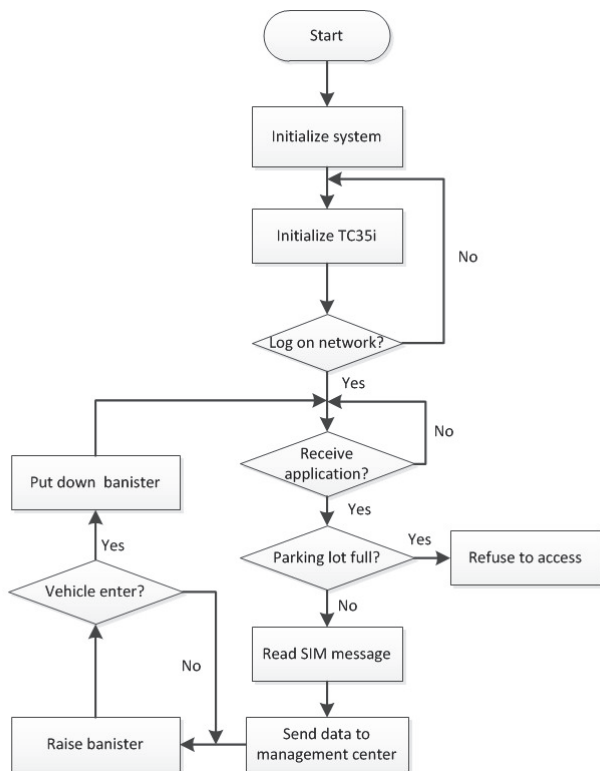 Start
Initialize system
Initialize TC35i
No
Log on network?
Yes
No
Receive
application?
Put down banister
Yes
Yes
Parking lot full?
Yes
Refuse to access
Vehicle enter?
No
No
Read SIM message
Raise banister
Send data to
management center